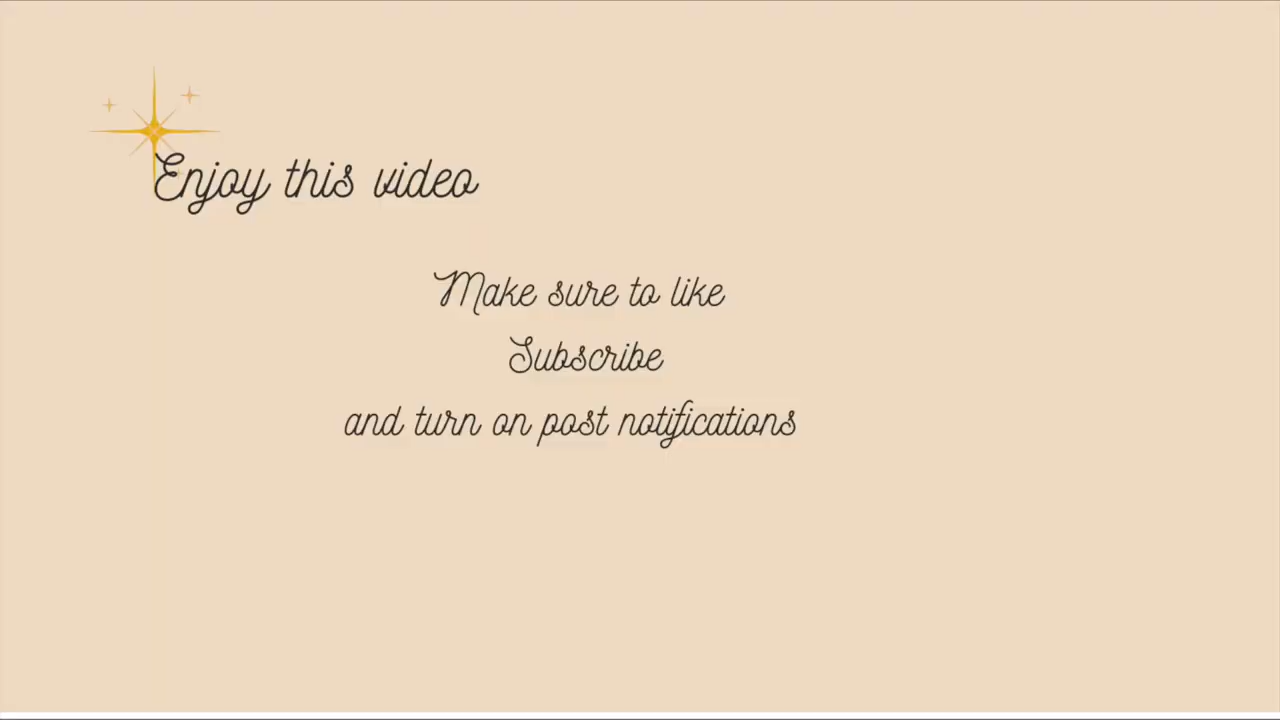 Enjoy this video
Make sure to like
Subscribe
and turn on post notifications